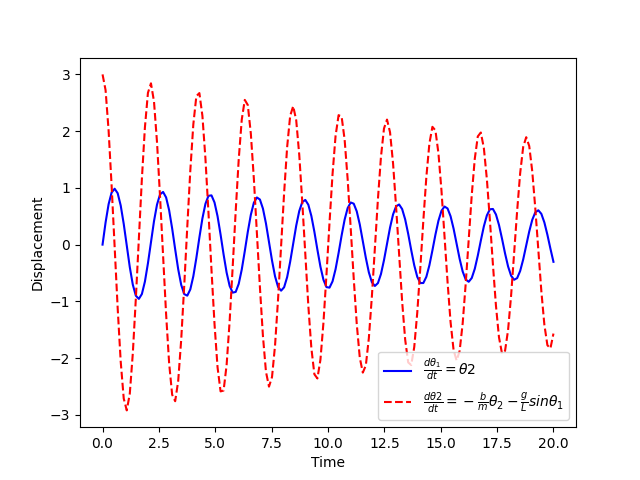 3
2
1
0
−1
−2
−3
Displacement
0.0 2.5 5.0 7.5 10.0 12.5 15.0 17.5 20.0
Time
dθ₁/dt = θ2
dθ2/dt = −b/m θ₂ − g/L sinθ₁